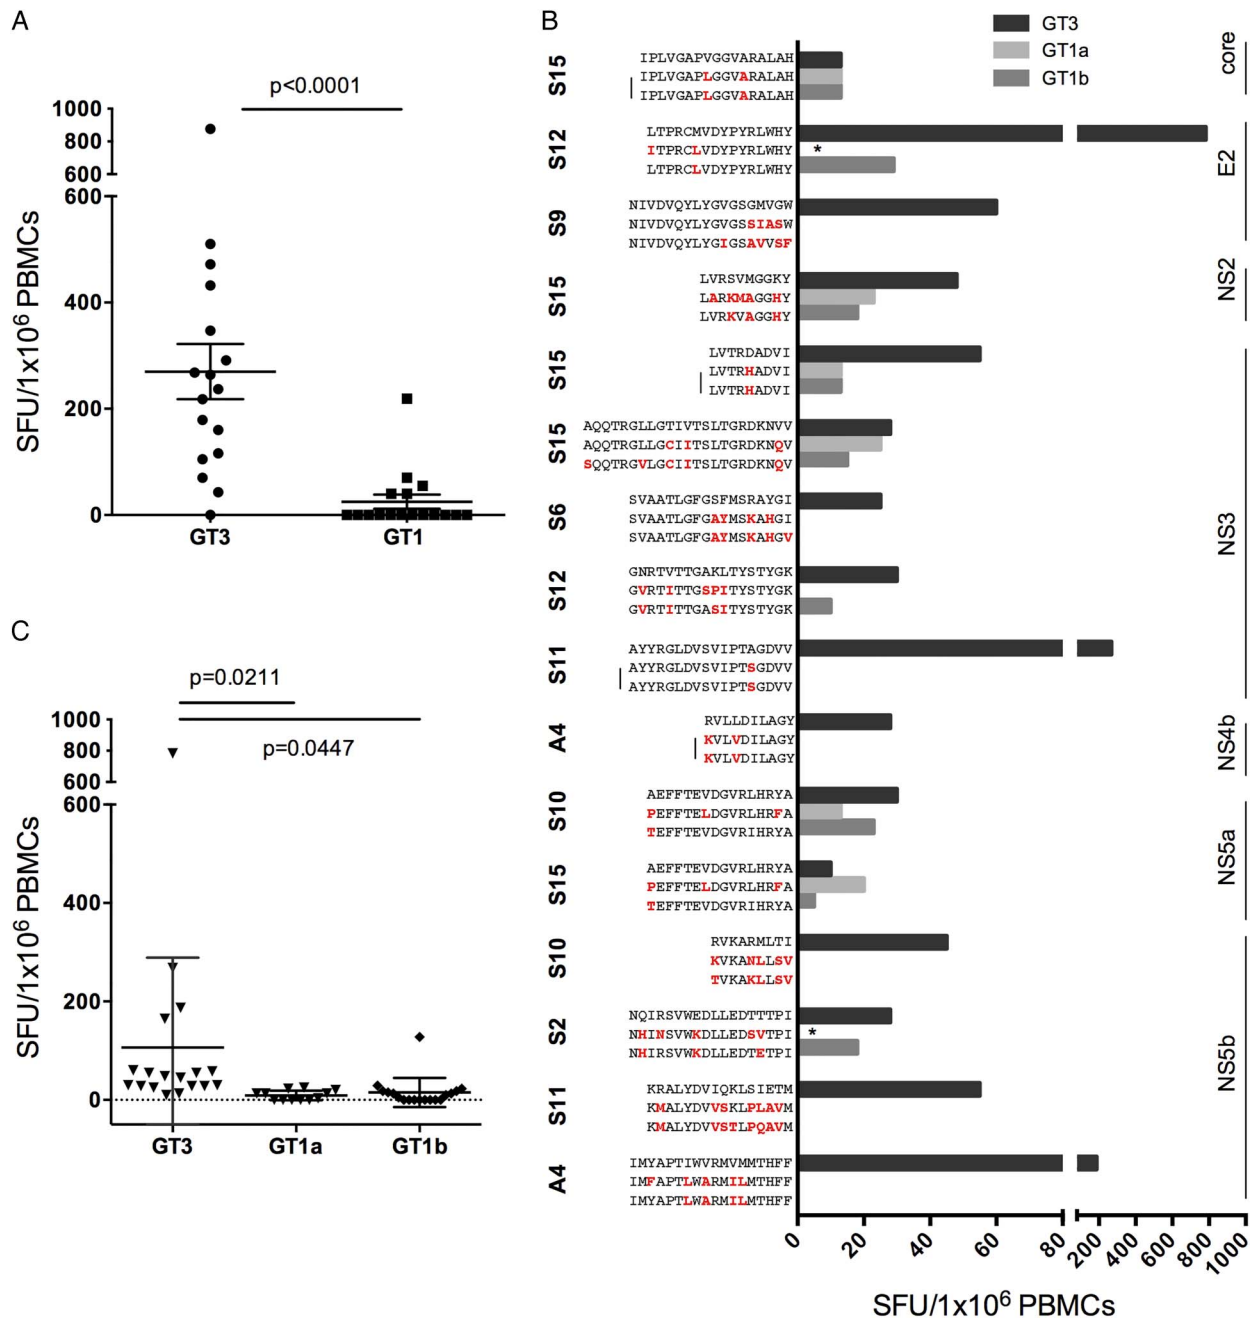 A
p<0.0001
1000
800
600
600
400
200
0
SFU/1x10⁶ PBMCs
GT3
GT1
B
GT3
GT1a
GT1b
S15
IPLVGAPVGGVARALAH
IPLVGAPLGGVAARALAH
IPLVGAPLGGVAARALAH
core
S12
LTPRCMVDYPYRLWHY
ITPRCLVDYPYRLWHY
*
LTPRCLVDYPYRLWHY
E2
S9
NIVDVQYLYGVGSGMVGW
NIVDVQYLYGVGSSIASW
NIVDVQYLYGIGSAVVSF
S15
LVRSVMGGKY
LARKMAGGHY
LVRKVAGGHY
NS2
S15
LVTRDADVI
LVTRHADVI
LVTRHADVI
NS3
S15
AQQTRGLLGTIVTSLTGRDKNVV
AQQTRGLLGCIITSLTGRDKNQV
SQQTRGVLGCIITSLTGRDKNQV
S6
SVAATLGFGSFMSRAYGI
SVAATLGFGAYMSKAHGI
SVAATLGFGAYMSKAHGV
S12
GNRTVTTGAKLTYSTYGK
GVRTITTGSPITYSTYGK
GVRTITTGASITYSTYGK
S11
AYYRGLDVSVIPTAGDVV
AYYRGLDVSVIPTSGDVV
AYYRGLDVSVIPTSGDVV
A4
RVLLDILAGY
KVLVDILAGY
KVLVDILAGY
NS4b
S10
AEFFTEVDGVRLHRYA
PEFFTELDGVRLHRFA
TEFFTEVDGVRIHRYA
NS5a
S15
AEFFTEVDGVRLHRYA
PEFFTELDGVRLHRFA
TEFFTEVDGVRIHRYA
S10
RVKARMLTI
KVKANLLSV
TVKAKLLSV
NS5b
S2
NQIRSVWEDLLEDTTTPI
NHINSVWKDLLEDSVTPI
*
NHIRSVWKDLLEDTETPI
S11
KRALYDVIQKLSIETM
KMALYDVVSKLPLAVM
KMALYDVVSTLPQAVM
A4
IMYAPTIWVRMVMMTHFF
IMFAPTLWARMILMTHFF
IMYAPTLWARMILMTHFF
0
20
40
60
80
200
400
600
800
1000
SFU/1x10⁶ PBMCs
C
p=0.0211
p=0.0447
1000
800
600
600
400
200
0
SFU/1x10⁶ PBMCs
GT3
GT1a
GT1b